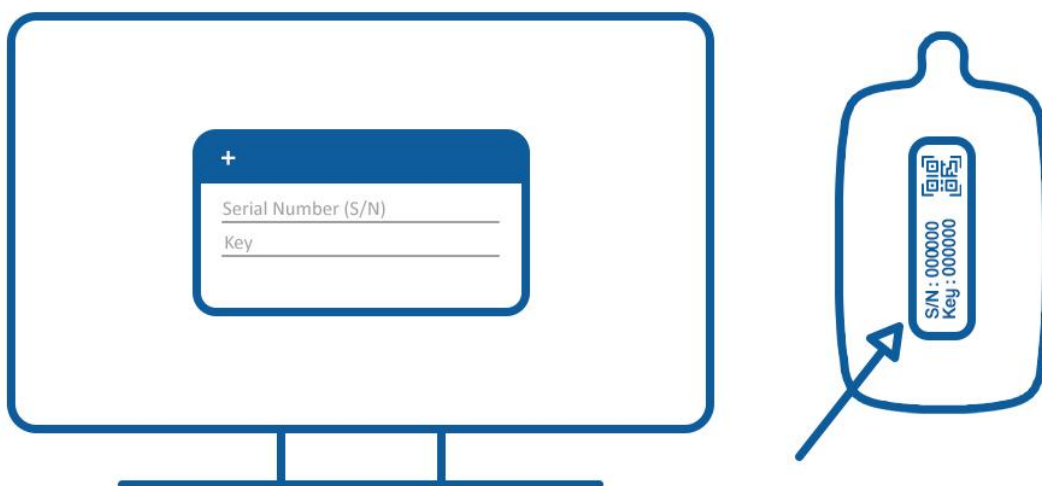 +
Serial Number (S/N)
Key
S/N : 000000
Key : 000000